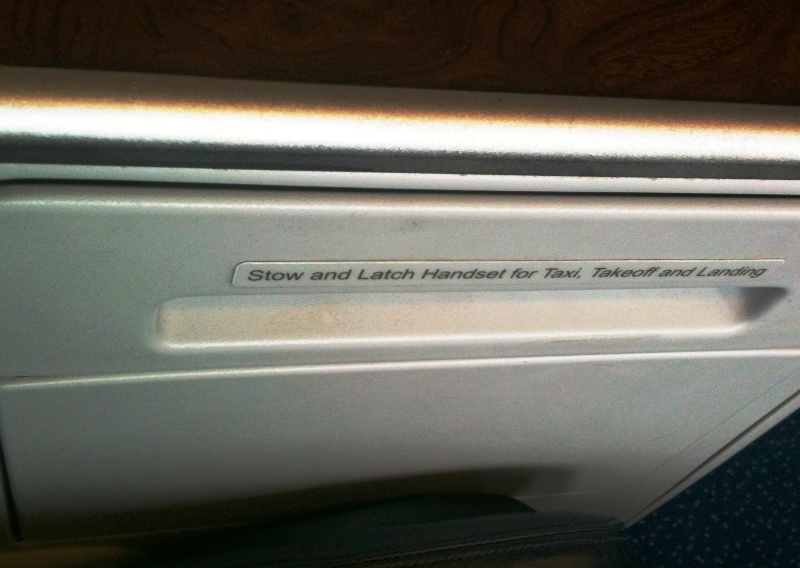 Stow and Latch Handset for Taxi, Takeoff and Landing